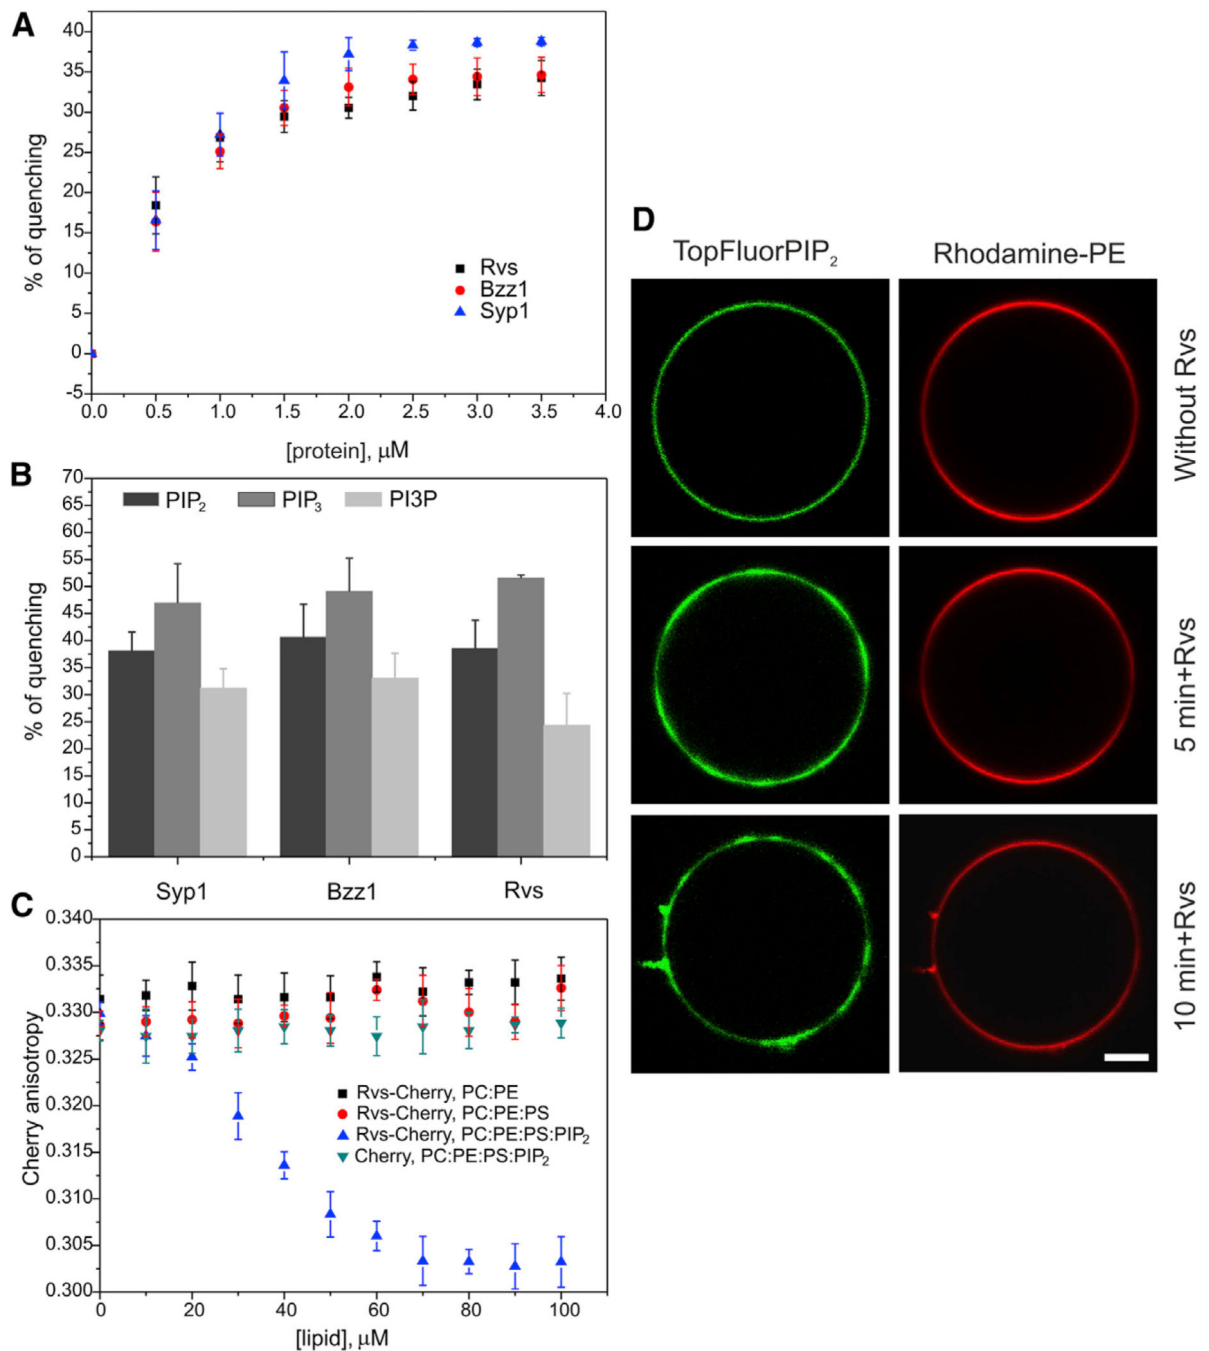 A
% of quenching
40
35
30
25
20
15
10
5
0
-5
0.0 0.5 1.0 1.5 2.0 2.5 3.0 3.5 4.0
[protein], μM
Rvs
Bzz1
Syp1
B
% of quenching
70
65
60
55
50
45
40
35
30
25
20
15
10
5
0
PIP₂ PIP₃ PI3P
Syp1 Bzz1 Rvs
C
Cherry anisotropy
0.340
0.335
0.330
0.325
0.320
0.315
0.310
0.305
0.300
0 20 40 60 80 100
[lipid], μM
Rvs-Cherry, PC:PE
Rvs-Cherry, PC:PE:PS
Rvs-Cherry, PC:PE:PS:PIP₂
Cherry, PC:PE:PS:PIP₂
D
TopFluorPIP₂ Rhodamine-PE
Without Rvs
5 min+Rvs
10 min+Rvs